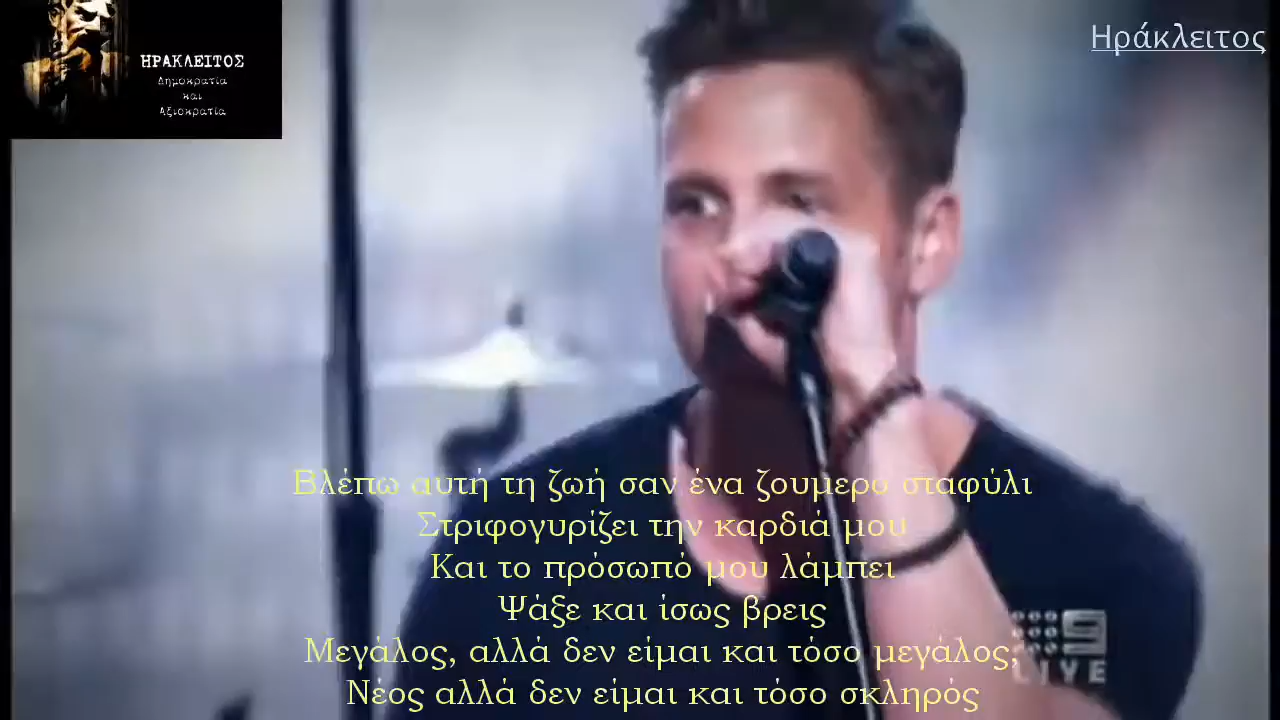 ΗΡΑΚΛΕΙΤΟΣ
Δημοκρατία
και
Αξιοκρατία
Ηράκλειτος
Βλέπω αυτή τη ζωή σαν ένα ζουμερο σταφύλι
Στριφογυρίζει την καρδιά μου
Και το πρόσωπό μου λάμπει
Ψάξε και ίσως βρεις
Μεγάλος, αλλά δεν είμαι και τόσο μεγάλος,
Νέος αλλά δεν είμαι και τόσο σκληρός
9
LIVE